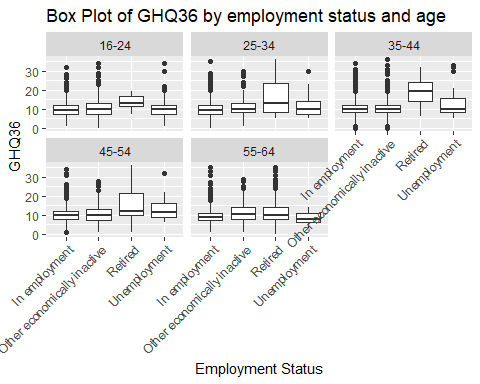 Box Plot of GHQ36 by employment status and age
16-24
25-34
35-44
30
20
10
0
45-54
55-64
30
20
10
0
GHQ36
In employment
Other economically inactive
Retired
Unemployment
In employment
Other economically inactive
Retired
Unemployment
In employment
Other economically inactive
Retired
Unemployment
Employment Status